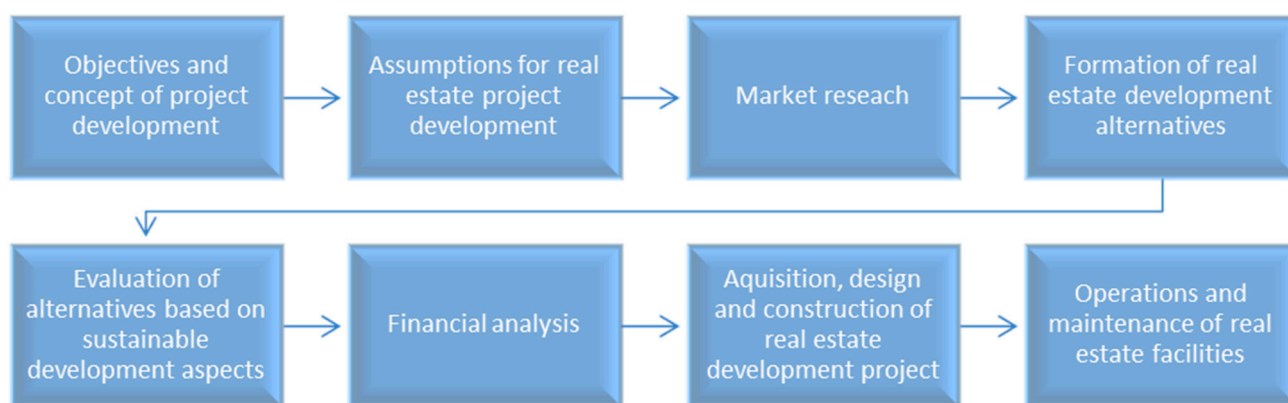 Objectives and
concept of project
development
Assumptions for real
estate project
development
Market reseach
Formation of real
estate development
alternatives
Evaluation of
alternatives based on
sustainable
development aspects
Financial analysis
Aquisition, design
and construction of
real estate
development project
Operations and
maintenance of real
estate facilities